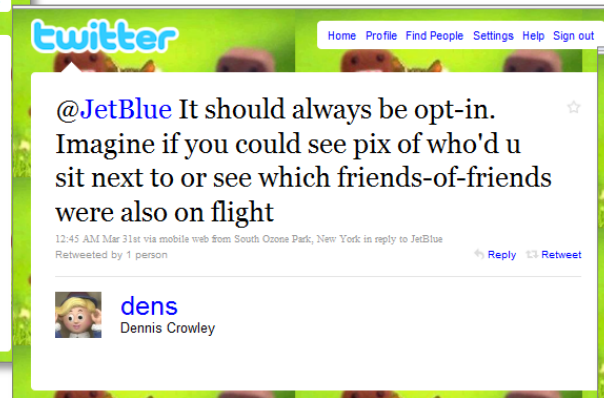 twitter
Home Profile Find People Settings Help Sign out
@JetBlue It should always be opt-in.
Imagine if you could see pix of who'd u
sit next to or see which friends-of-friends
were also on flight
12:45 AM Mar 31st via mobile web from South Ozone Park, New York in reply to JetBlue
Retweeted by 1 person
Reply Retweet
dens
Dennis Crowley